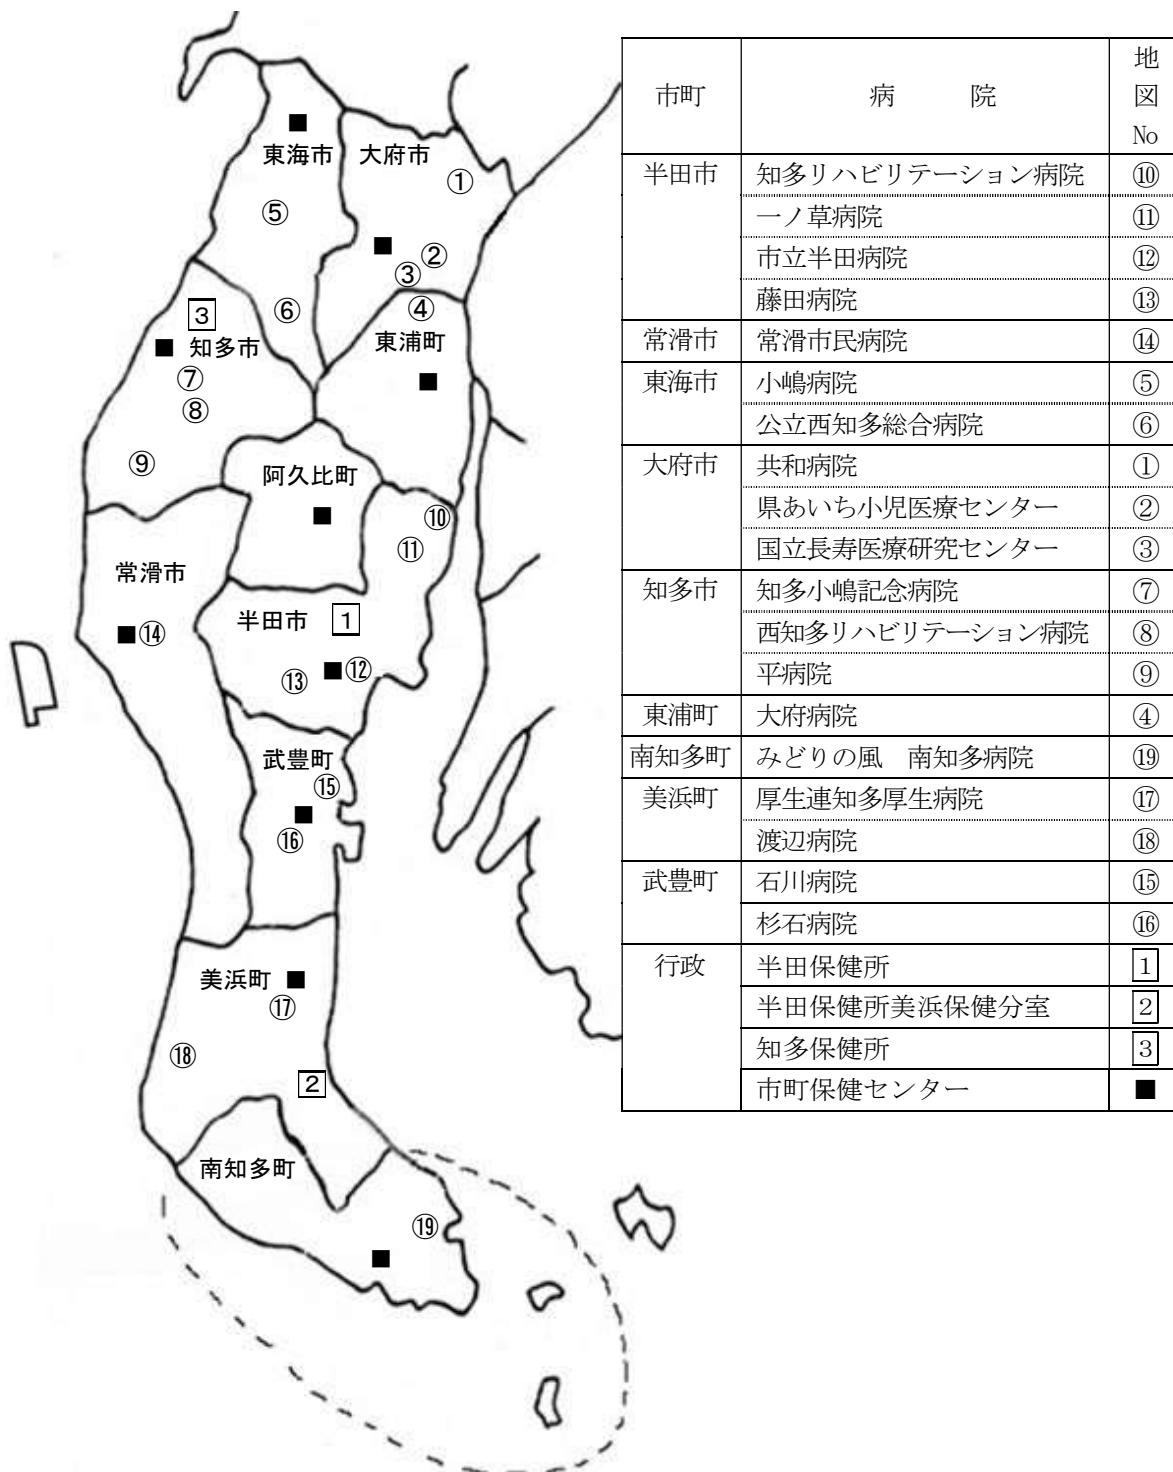 東海市
大府市
①
⑤
②
③
⑥
④
3
知多市
東浦町
⑦
⑧
⑨
阿久比町
⑩
⑪
常滑市
半田市
1
⑭
⑬
⑫
武豊町
⑮
⑯
美浜町
⑰
⑱
2
南知多町
⑲
市町 病 院 地図No
半田市 知多リハビリテーション病院 ⑩
一ノ草病院 ⑪
市立半田病院 ⑫
藤田病院 ⑬
常滑市 常滑市民病院 ⑭
東海市 小嶋病院 ⑤
公立西知多総合病院 ⑥
大府市 共和病院 ①
県あいち小児医療センター ②
国立長寿医療研究センター ③
知多市 知多小嶋記念病院 ⑦
西知多リハビリテーション病院 ⑧
平病院 ⑨
東浦町 大府病院 ④
南知多町 みどりの風 南知多病院 ⑲
美浜町 厚生連知多厚生病院 ⑰
渡辺病院 ⑱
武豊町 石川病院 ⑮
杉石病院 ⑯
行政 半田保健所 1
半田保健所美浜保健分室 2
知多保健所 3
市町保健センター ■